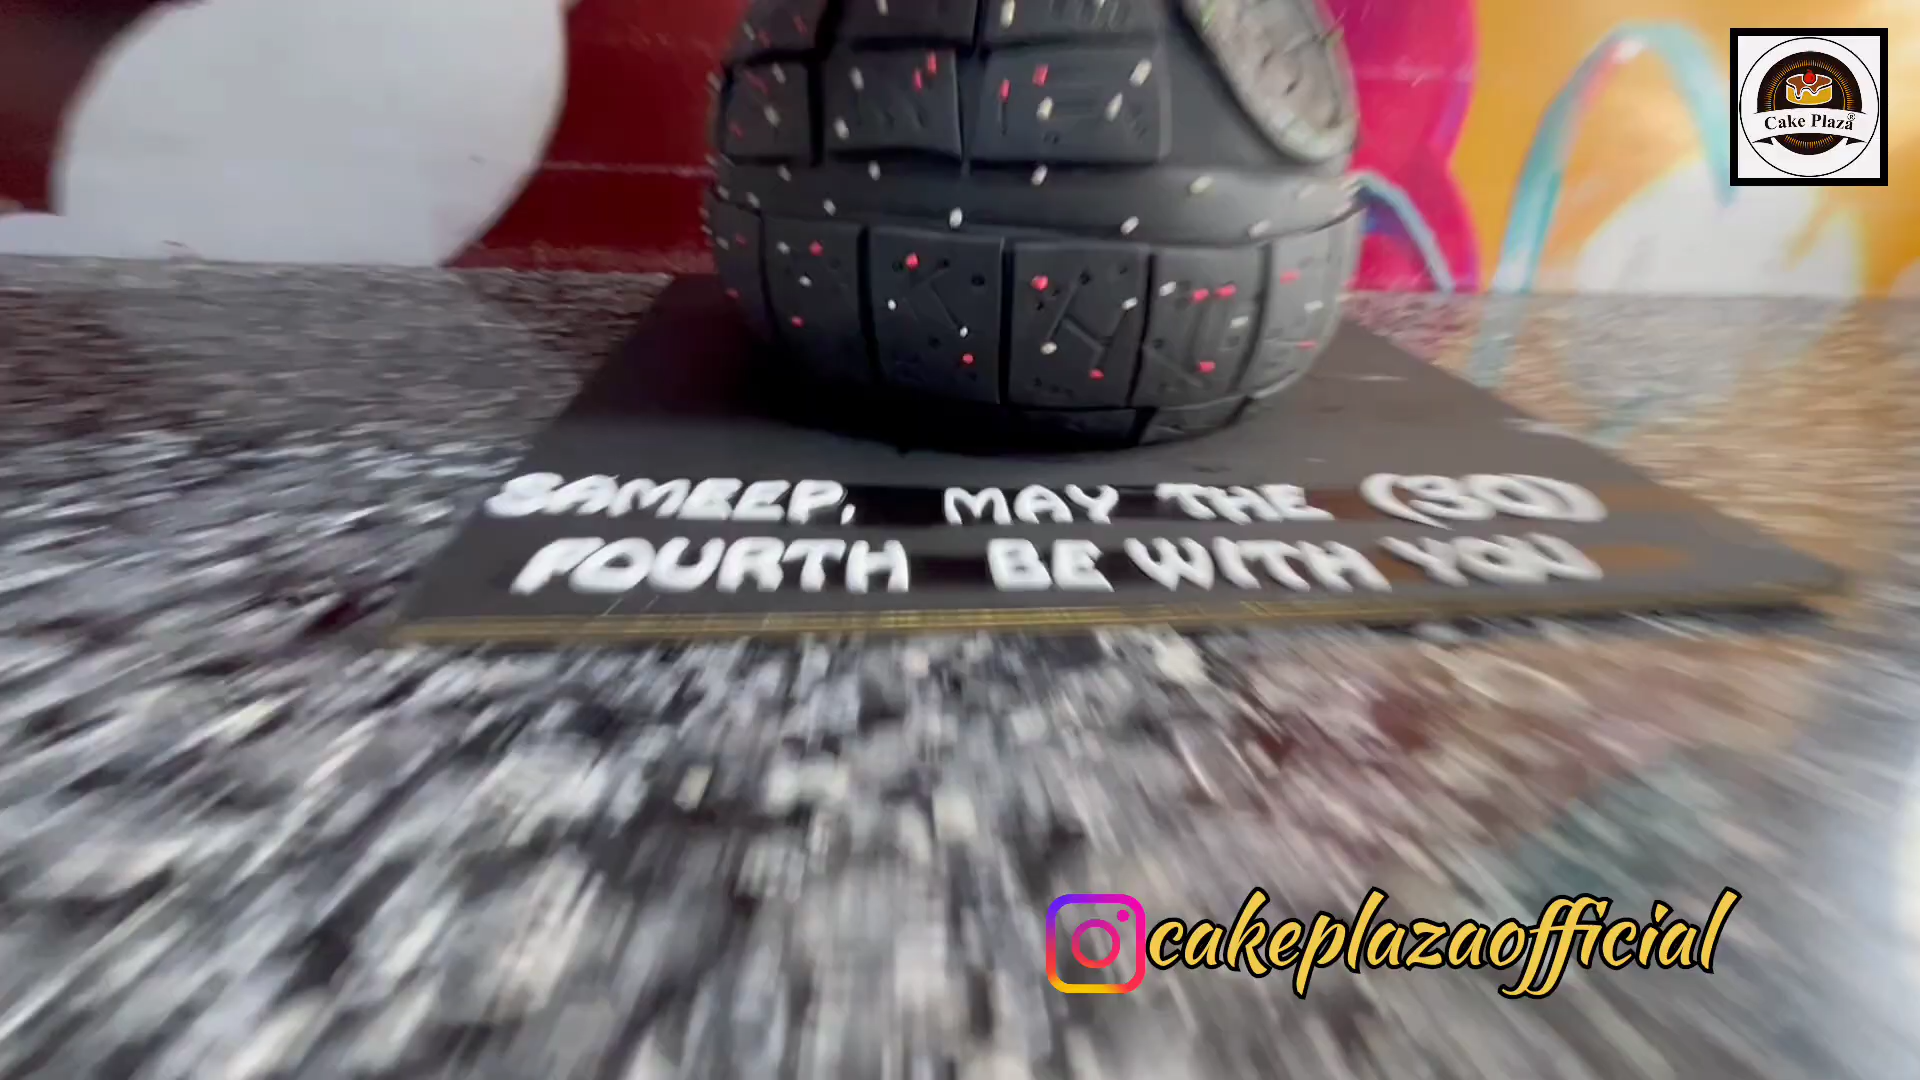 Cake Plaza®
SAMEEP, MAY THE (30)
FOURTH BE WITH YOU
cakeplazaofficial